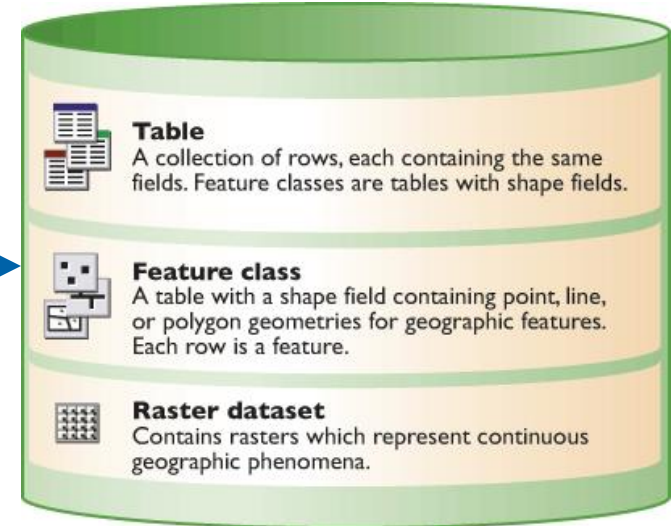 Table
A collection of rows, each containing the same
fields. Feature classes are tables with shape fields.
Feature class
A table with a shape field containing point, line,
or polygon geometries for geographic features.
Each row is a feature.
Raster dataset
Contains rasters which represent continuous
geographic phenomena.